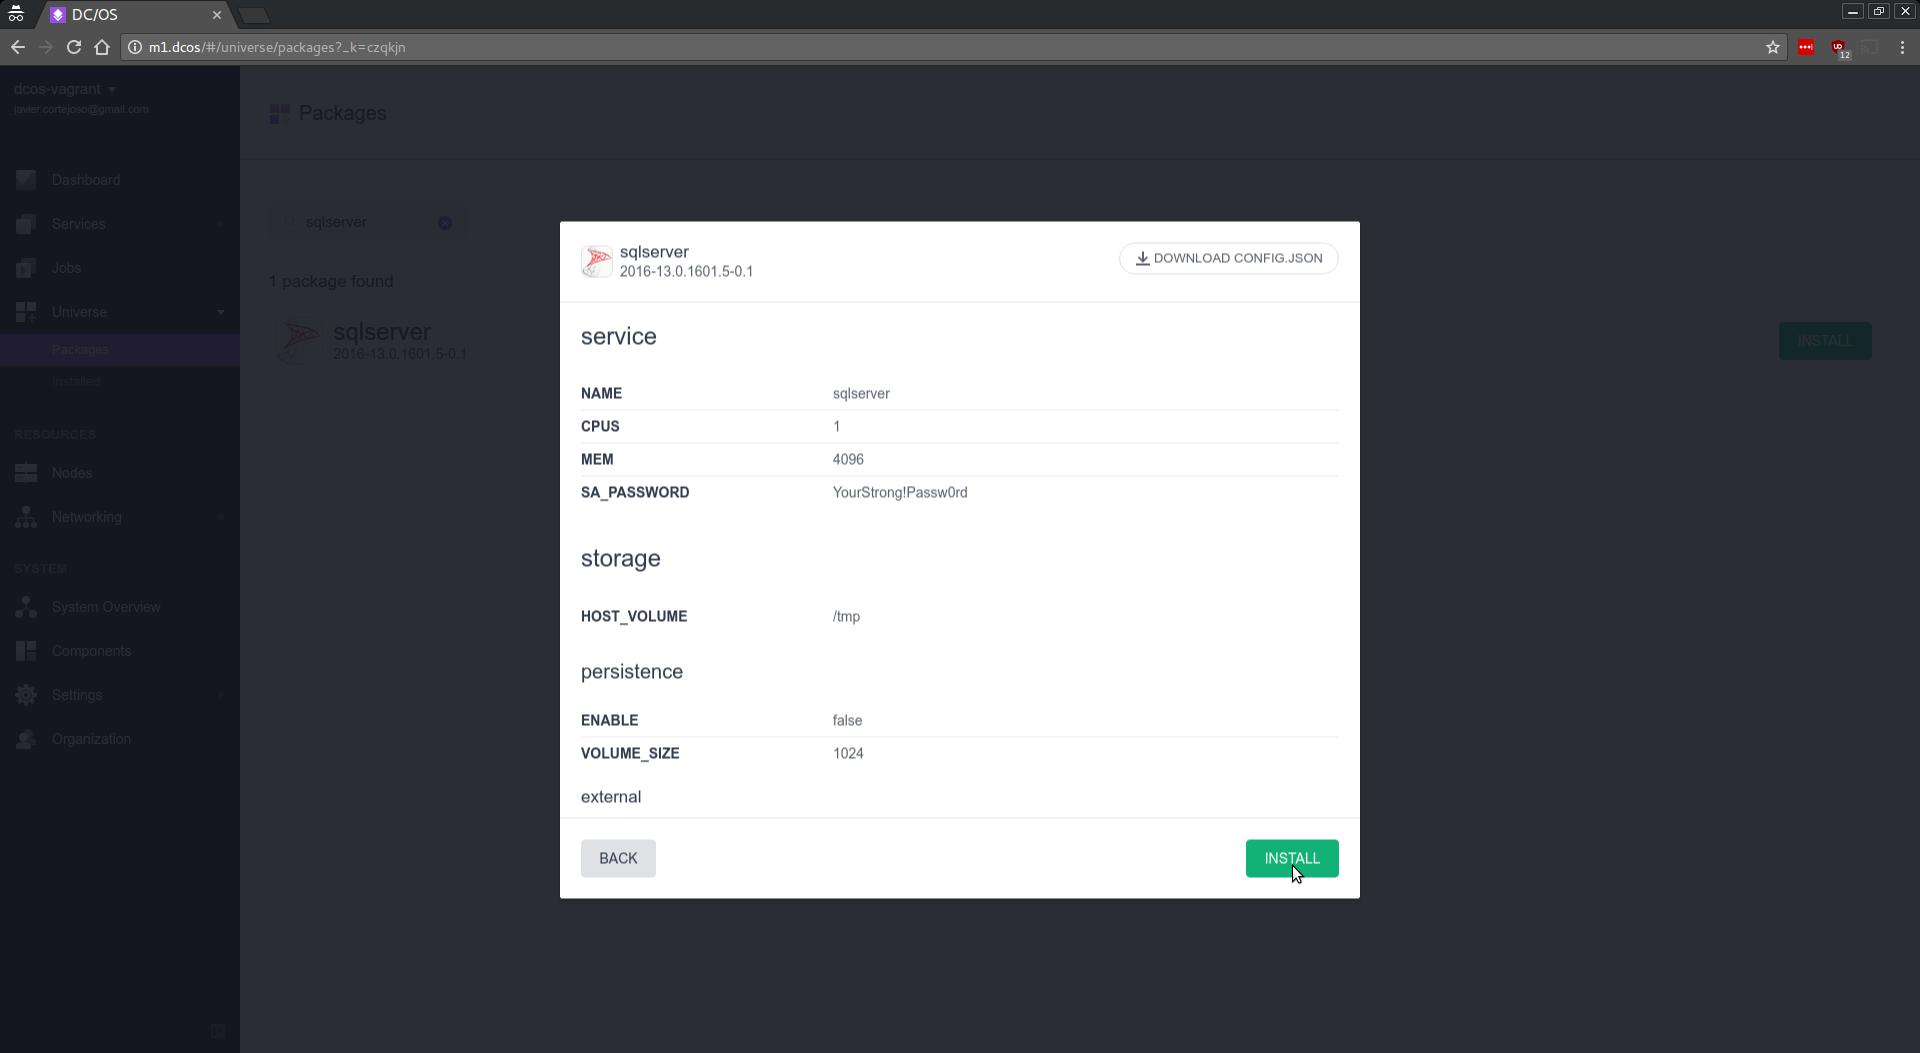 DC/OS
m1.dcos/#/universe/packages?_k=czqkjn
12
dcos-vagrant
javier.cortejoso@gmail.com
Dashboard
Services
Jobs
Universe
Packages
Installed
RESOURCES
Nodes
Networking
SYSTEM
System Overview
Components
Settings
Organization
Packages
sqlserver
1 package found
sqlserver
2016-13.0.1601.5-0.1
INSTALL
sqlserver
2016-13.0.1601.5-0.1
DOWNLOAD CONFIG.JSON
service
NAME sqlserver
CPUS 1
MEM 4096
SA_PASSWORD YourStrong!Passw0rd
storage
HOST_VOLUME /tmp
persistence
ENABLE false
VOLUME_SIZE 1024
external
BACK
INSTALL